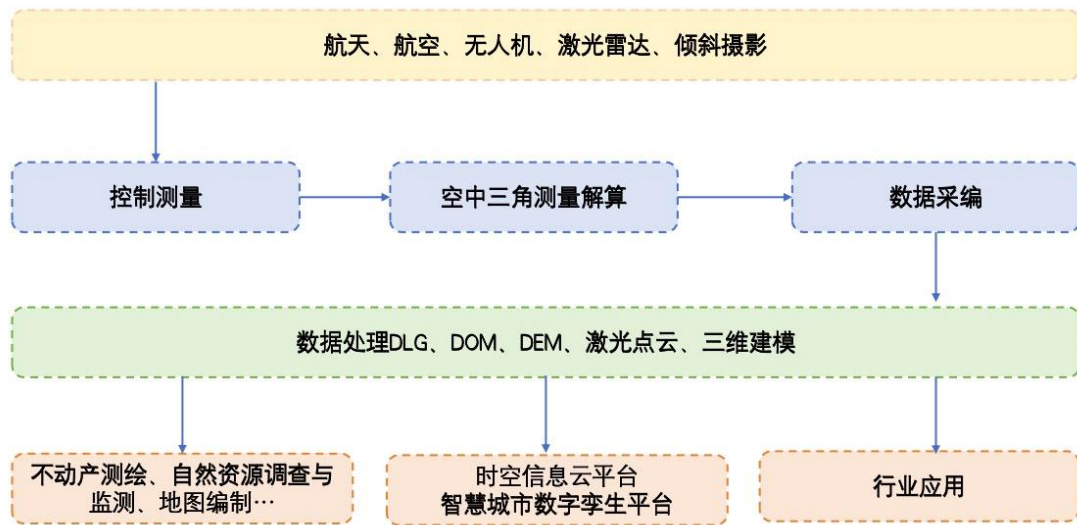 航天、航空、无人机、激光雷达、倾斜摄影
控制测量
空中三角测量解算
数据采编
数据处理DLG、DOM、DEM、激光点云、三维建模
不动产测绘、自然资源调查与
监测、地图编制…
时空信息云平台
智慧城市数字孪生平台
行业应用